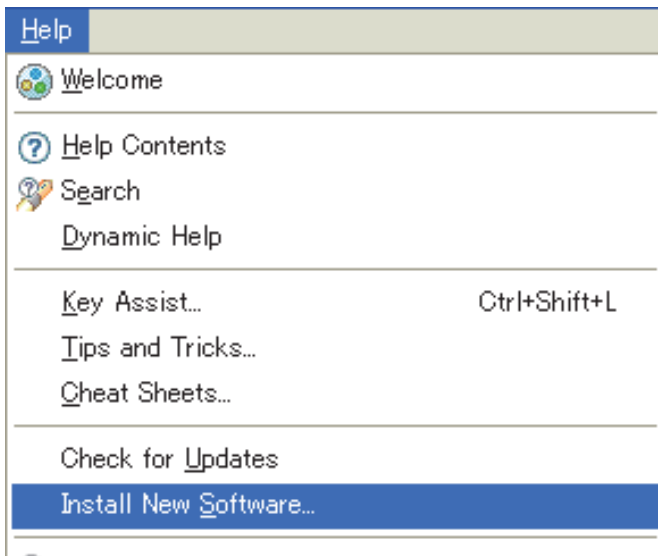 Help
Welcome
Help Contents
Search
Dynamic Help
Key Assist... Ctrl+Shift+L
Tips and Tricks...
Cheat Sheets...
Check for Updates
Install New Software...